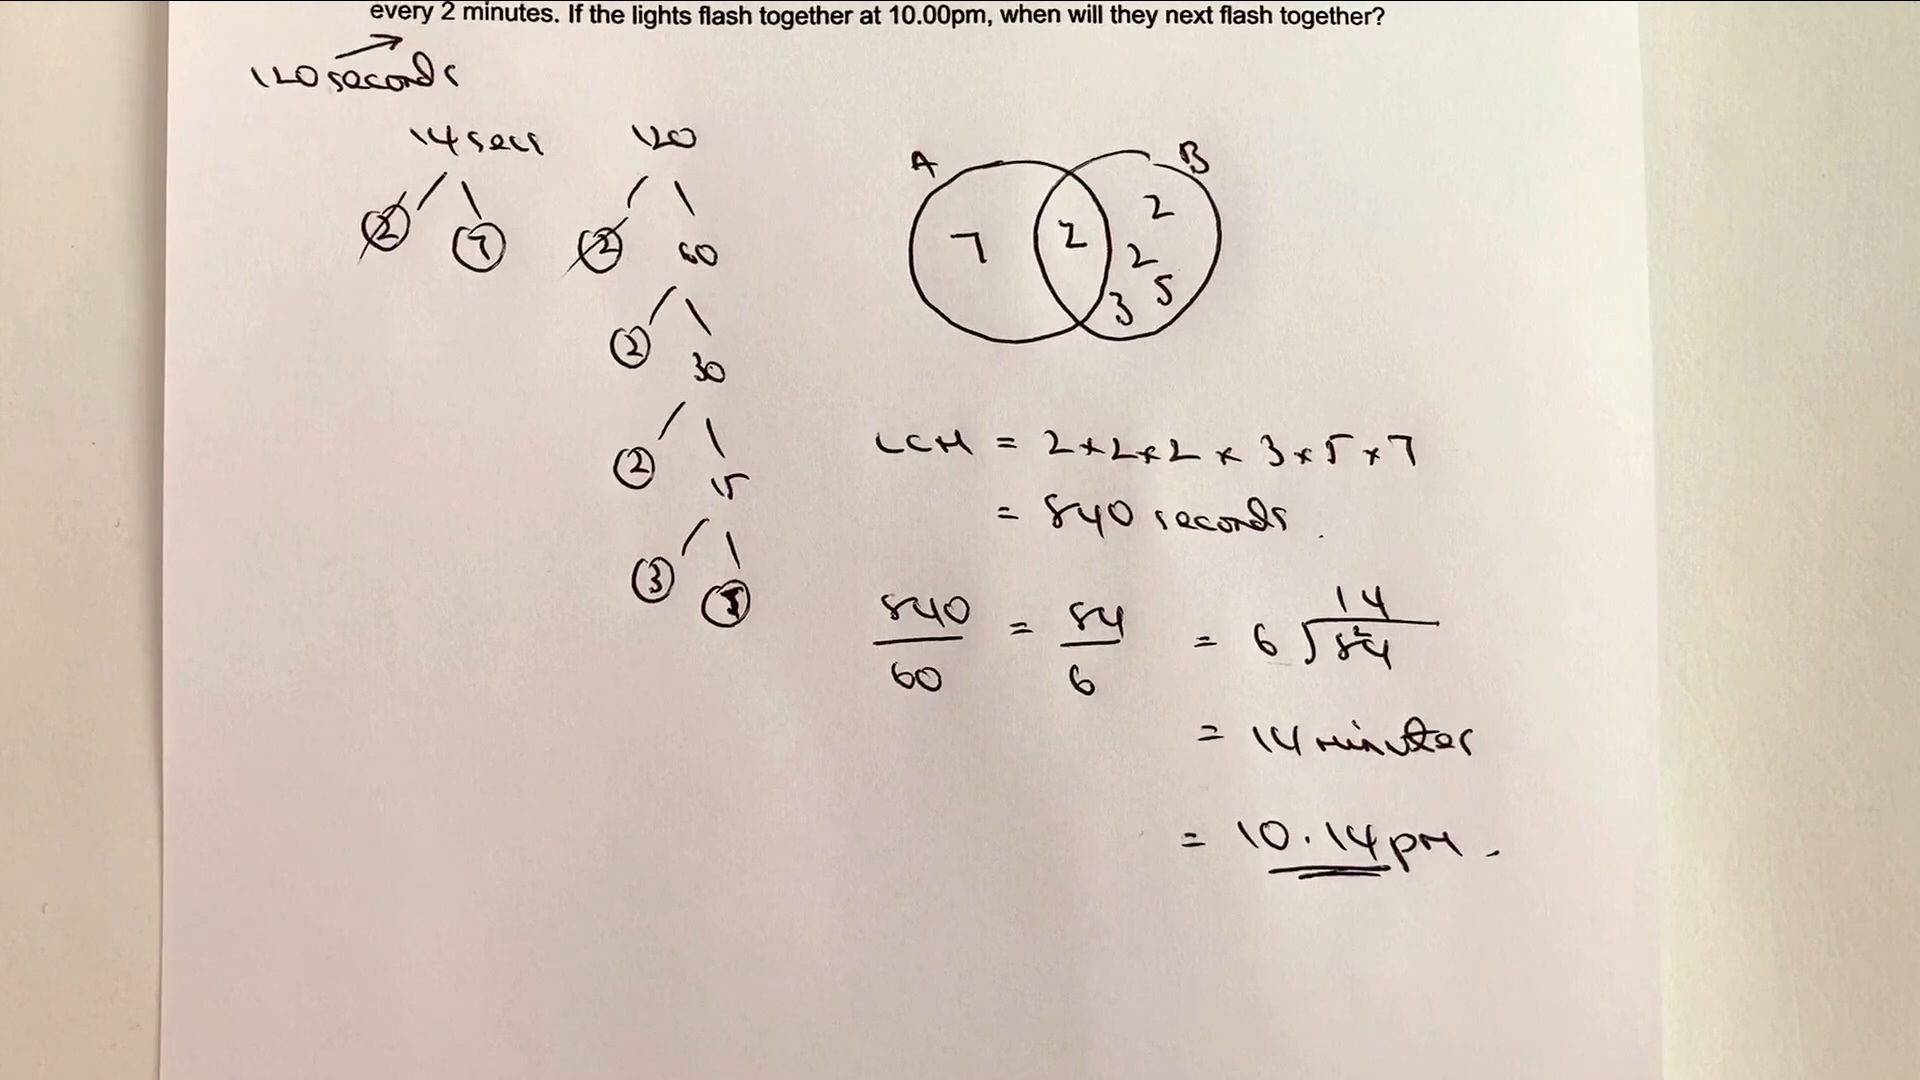 every 2 minutes. If the lights flash together at 10.00pm, when will they next flash together?
120 seconds
14 secs 120
2 7 2 60
2 30
2 15
3 5
A B
7 2 2
2
3 5
LCM = 2 × 2 × 2 × 3 × 5 × 7
= 840 seconds.
840/60 = 84/6 = 6 √84 14
2
= 14 minutes
= 10.14pm.